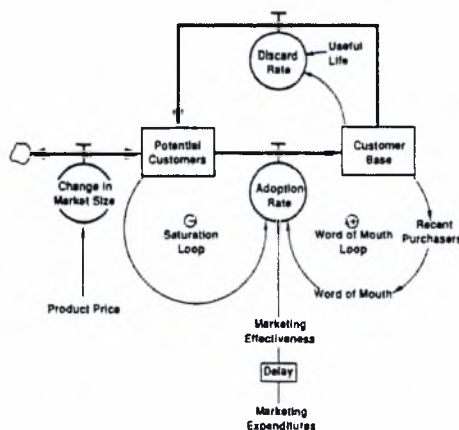 Discard
Rate
Useful
Life
Potential
Customers
Customer
Base
Change in
Market Size
Adoption
Rate
Saturation
Loop
Word of Mouth
Loop
Recent
Purchasers
Product Price
Word of Mouth
Marketing
Effectiveness
Delay
Marketing
Expenditures